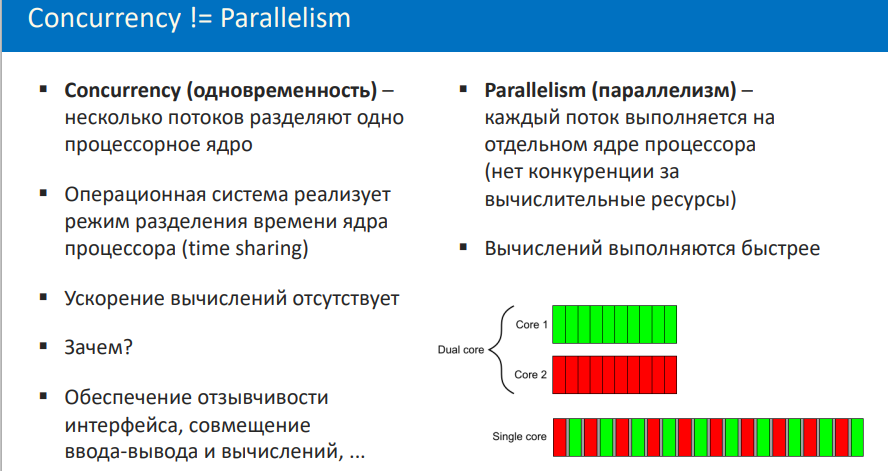 Concurrency != Parallelism
▪ Concurrency (одновременность) –
несколько потоков разделяют одно
процессорное ядро
▪ Операционная система реализует
режим разделения времени ядра
процессора (time sharing)
▪ Ускорение вычислений отсутствует
▪ Зачем?
▪ Обеспечение отзывчивости
интерфейса, совмещение
ввода-вывода и вычислений, ...
▪ Parallelism (параллелизм) –
каждый поток выполняется на
отдельном ядре процессора
(нет конкуренции за
вычислительные ресурсы)
▪ Вычислений выполняются быстрее
Core 1
Dual core
Core 2
Single core